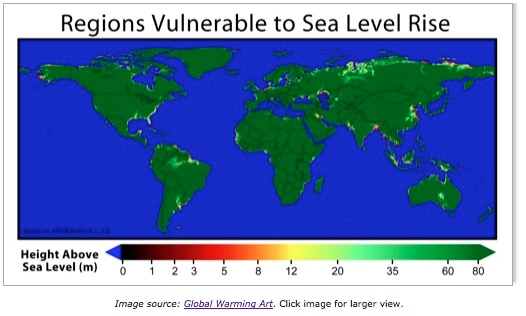 Regions Vulnerable to Sea Level Rise
Height Above
Sea Level (m)
0 1 2 3 5 8 12 20 35 60 80
Image source: Global Warming Art. Click image for larger view.